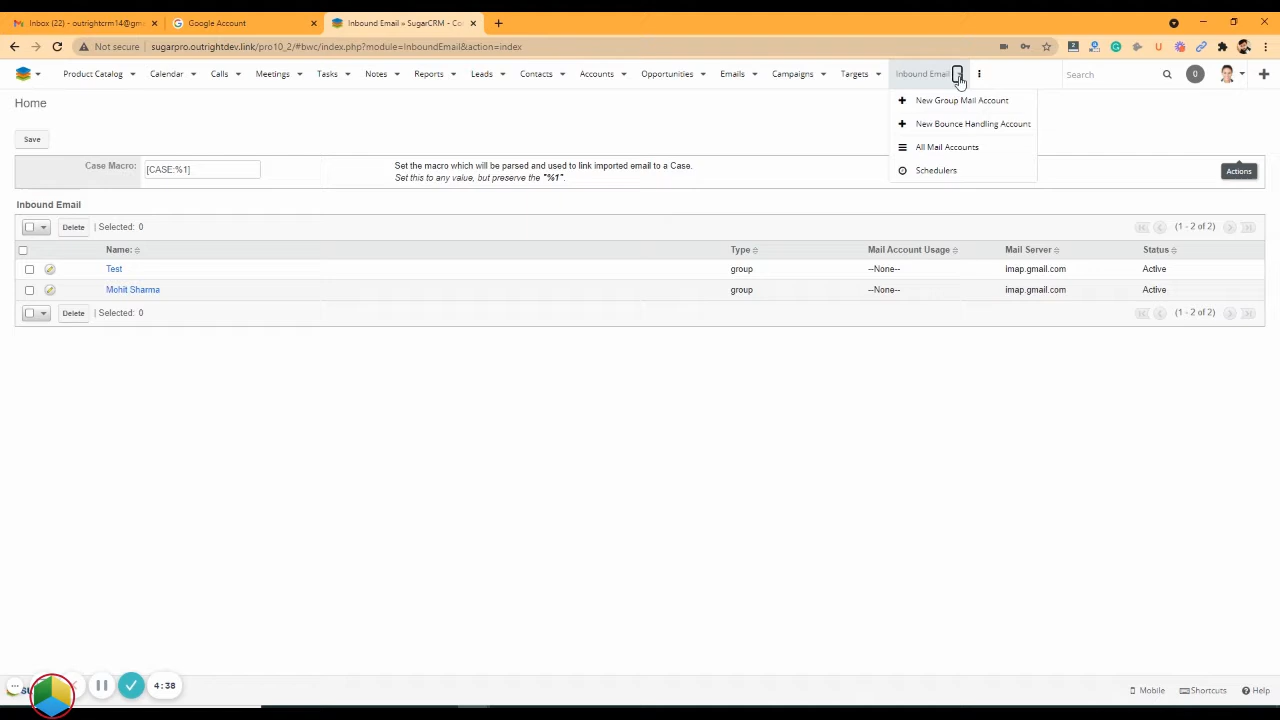 Inbox (22) - outrightcrm14@gm
Google Account
Inbound Email » SugarCRM - Co
Not secure | sugarpro.outrightdev.link/pro10_2/#bwc/index.php?module=InboundEmail&action=index
Product Catalog Calendar Calls Meetings Tasks Notes Reports Leads Contacts Accounts Opportunities Emails Campaigns Targets Inbound Email Search 0
New Group Mail Account
New Bounce Handling Account
All Mail Accounts
Schedulers
Home
Save
Case Macro: [CASE:%1] Set the macro which will be parsed and used to link imported email to a Case.
Set this to any value, but preserve the "%1".
Actions
Inbound Email
Delete | Selected: 0 (1 - 2 of 2)
Name: Type Mail Account Usage Mail Server Status
Test group --None-- imap.gmail.com Active
Mohit Sharma group --None-- imap.gmail.com Active
Delete | Selected: 0 (1 - 2 of 2)
4:38
Mobile Shortcuts Help